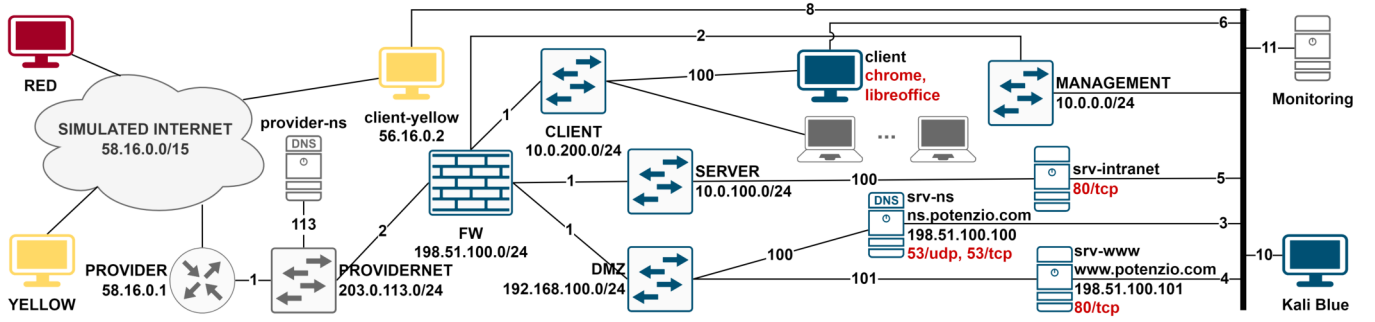 RED
SIMULATED INTERNET
58.16.0.0/15
provider-ns
DNS
113
YELLOW
PROVIDER
58.16.0.1
1
PROVIDERNET
203.0.113.0/24
2
client-yellow
56.16.0.2
8
FW
198.51.100.0/24
1
2
CLIENT
10.0.200.0/24
100
client
chrome,
libreoffice
6
...
MANAGEMENT
10.0.0.0/24
1
SERVER
10.0.100.0/24
100
srv-intranet
80/tcp
5
1
DMZ
192.168.100.0/24
100
DNS
srv-ns
ns.potenzio.com
198.51.100.100
53/udp, 53/tcp
3
101
srv-www
www.potenzio.com
198.51.100.101
80/tcp
4
11
Monitoring
10
Kali Blue